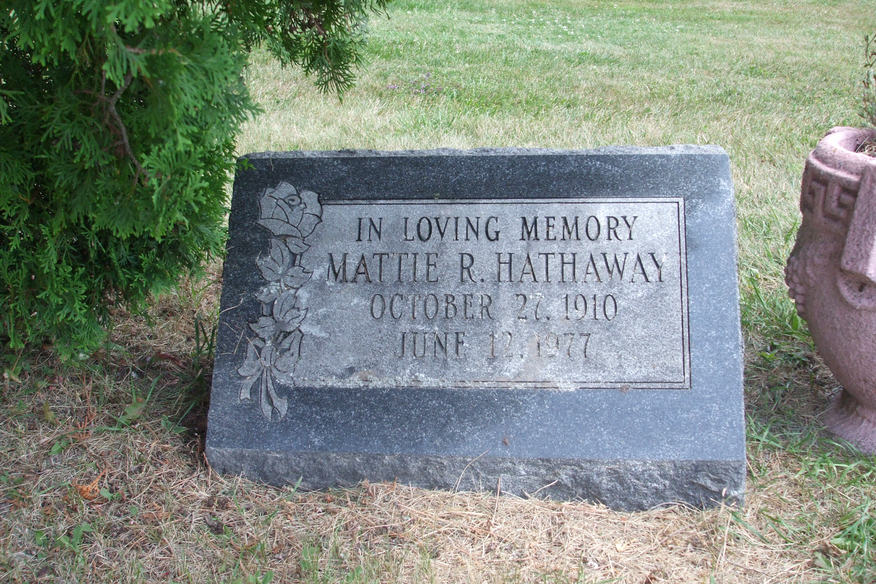 IN LOVING MEMORY
MATTIE R. HATHAWAY
OCTOBER 27, 1910
JUNE 12, 1977